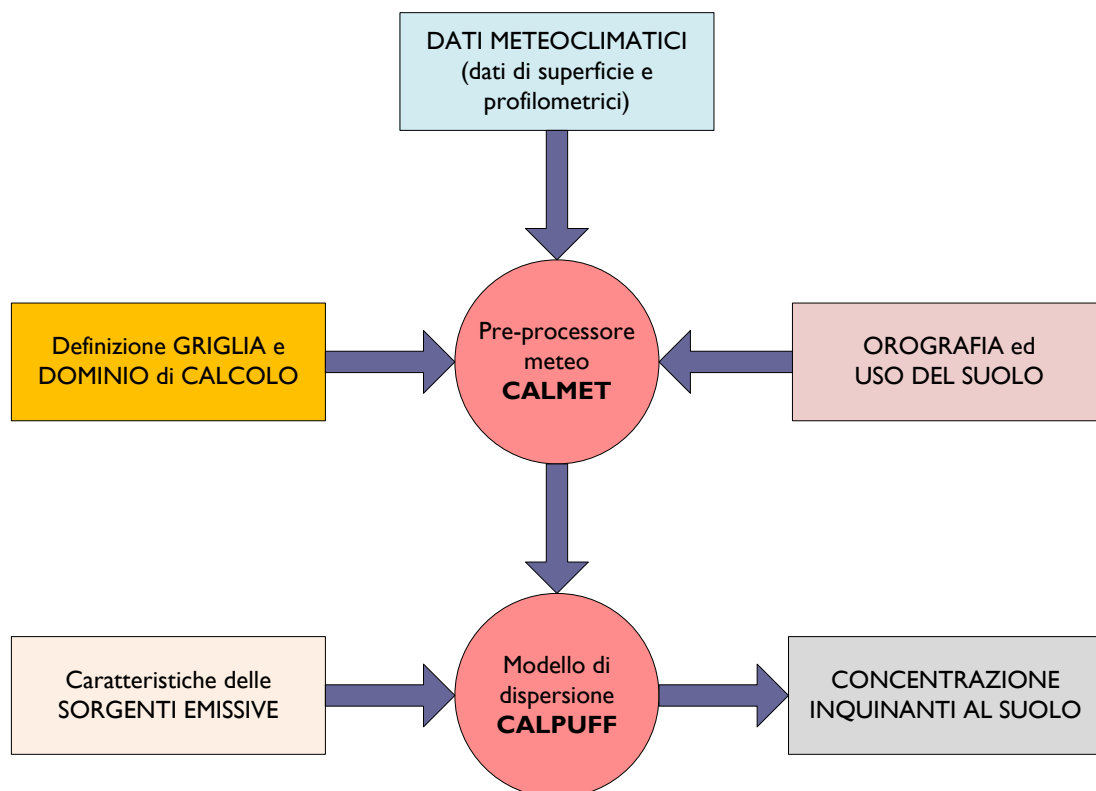 DATI METEOCLIMATICI
(dati di superficie e
profilometrici)
Definizione GRIGLIA e
DOMINIO di CALCOLO
Pre-processore
meteo
CALMET
OROGRAFIA ed
USO DEL SUOLO
Caratteristiche delle
SORGENTI EMISSIVE
Modello di
dispersione
CALPUFF
CONCENTRAZIONE
INQUINANTI AL SUOLO